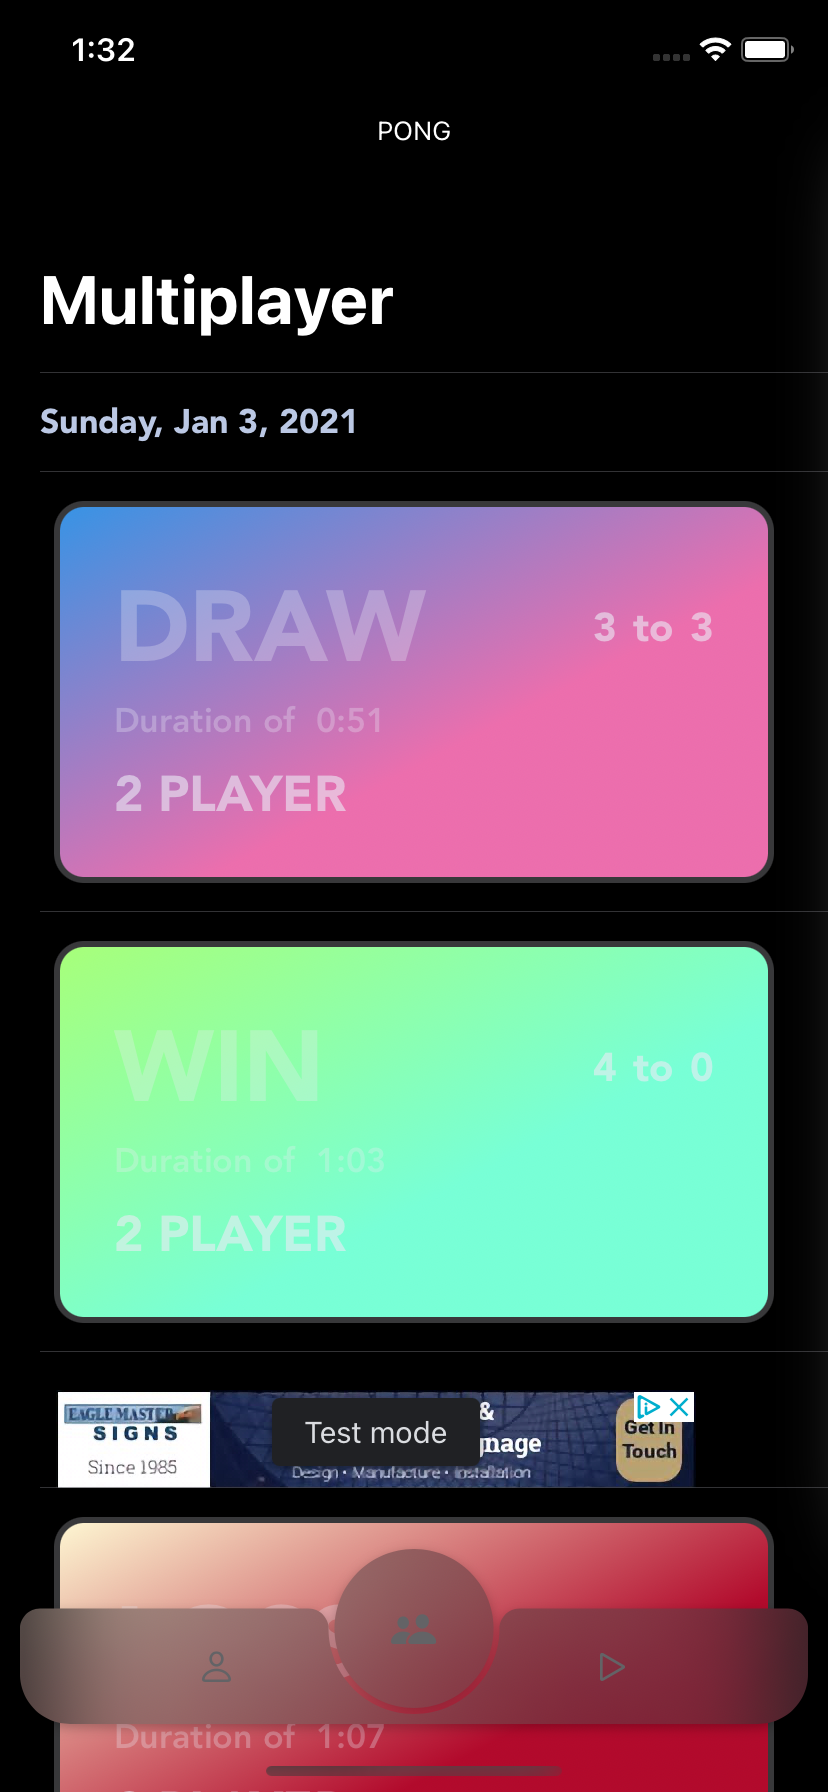 1:32
PONG
Multiplayer
Sunday, Jan 3, 2021
DRAW
3 to 3
Duration of 0:51
2 PLAYER
WIN
4 to 0
Duration of 1:03
2 PLAYER
EAGLE MASTER
SIGNS
Since 1985
Test mode
&
Design · Manufacture · Installation
Get In
Touch
Duration of 1:07